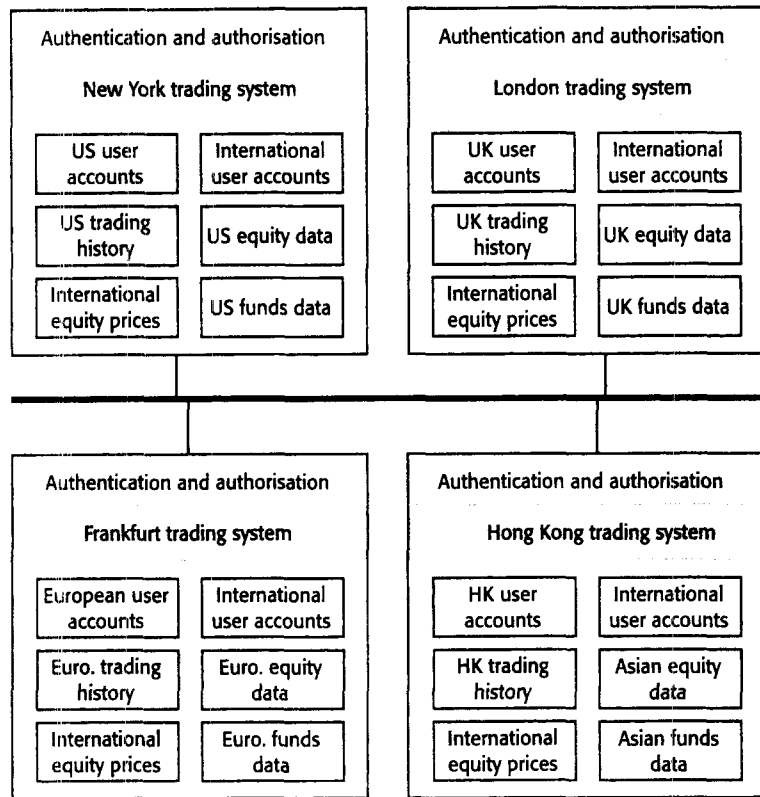 Authentication and authorisation
New York trading system
US user
accounts
International
user accounts
US trading
history
US equity data
International
equity prices
US funds data
Authentication and authorisation
London trading system
UK user
accounts
International
user accounts
UK trading
history
UK equity data
International
equity prices
UK funds data
Authentication and authorisation
Frankfurt trading system
European user
accounts
International
user accounts
Euro. trading
history
Euro. equity
data
International
equity prices
Euro. funds
data
Authentication and authorisation
Hong Kong trading system
HK user
accounts
International
user accounts
HK trading
history
Asian equity
data
International
equity prices
Asian funds
data